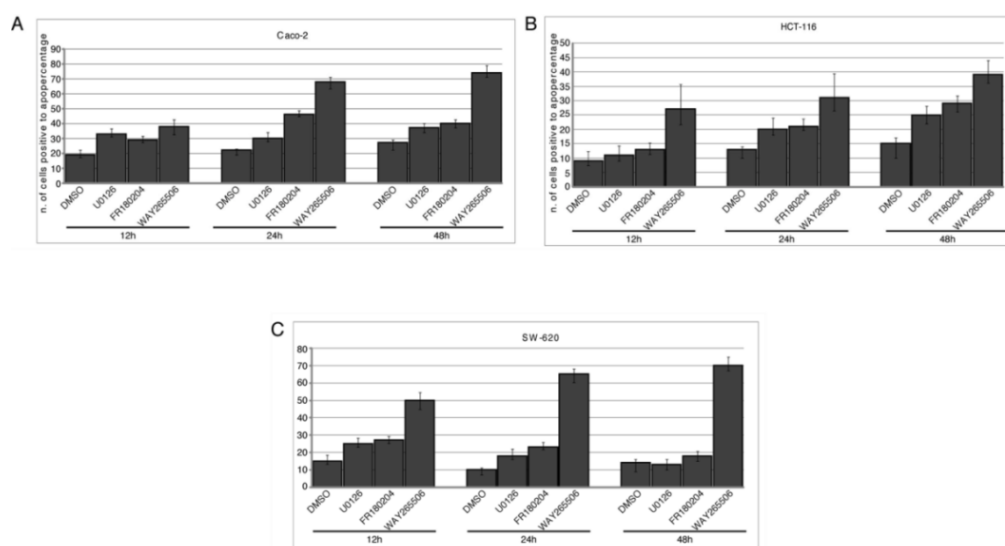 A
Caco-2
n. of cells positive to apopercentage
90
80
70
60
50
40
30
20
10
0
DMSO
U0126
FR180204
WAY265506
DMSO
U0126
FR180204
WAY265506
DMSO
U0126
FR180204
WAY265506
12h
24h
48h
B
HCT-116
n. of cells positive to apopercentage
50
45
40
35
30
25
20
15
10
5
0
DMSO
U0126
FR180204
WAY265506
DMSO
U0126
FR180204
WAY265506
DMSO
U0126
FR180204
WAY265506
12h
24h
48h
C
SW-620
80
70
60
50
40
30
20
10
0
DMSO
U0126
FR180204
WAY265506
DMSO
U0126
FR180204
WAY265506
DMSO
U0126
FR180204
WAY265506
12h
24h
48h